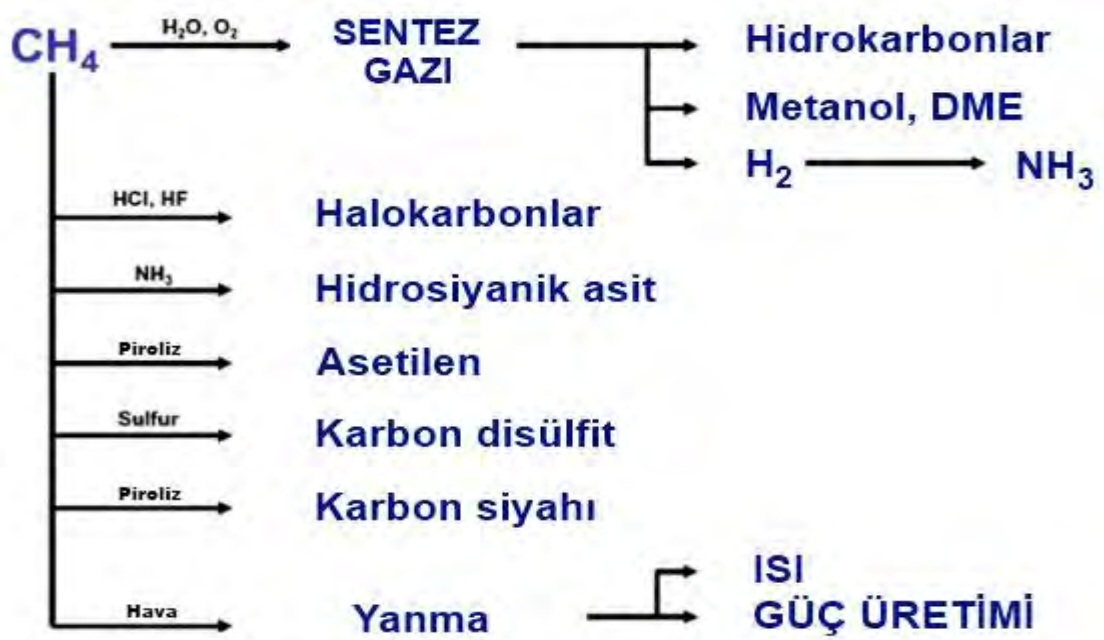 CH₄
H₂O, O₂
SENTEZ
GAZI
Hidrokarbonlar
Metanol, DME
H₂
NH₃
HCl, HF
Halokarbonlar
NH₃
Hidrosiyanik asit
Piroliz
Asetilen
Sulfur
Karbon disülfit
Piroliz
Karbon siyahı
Hava
Yanma
ISI
GÜÇ ÜRETİMİ